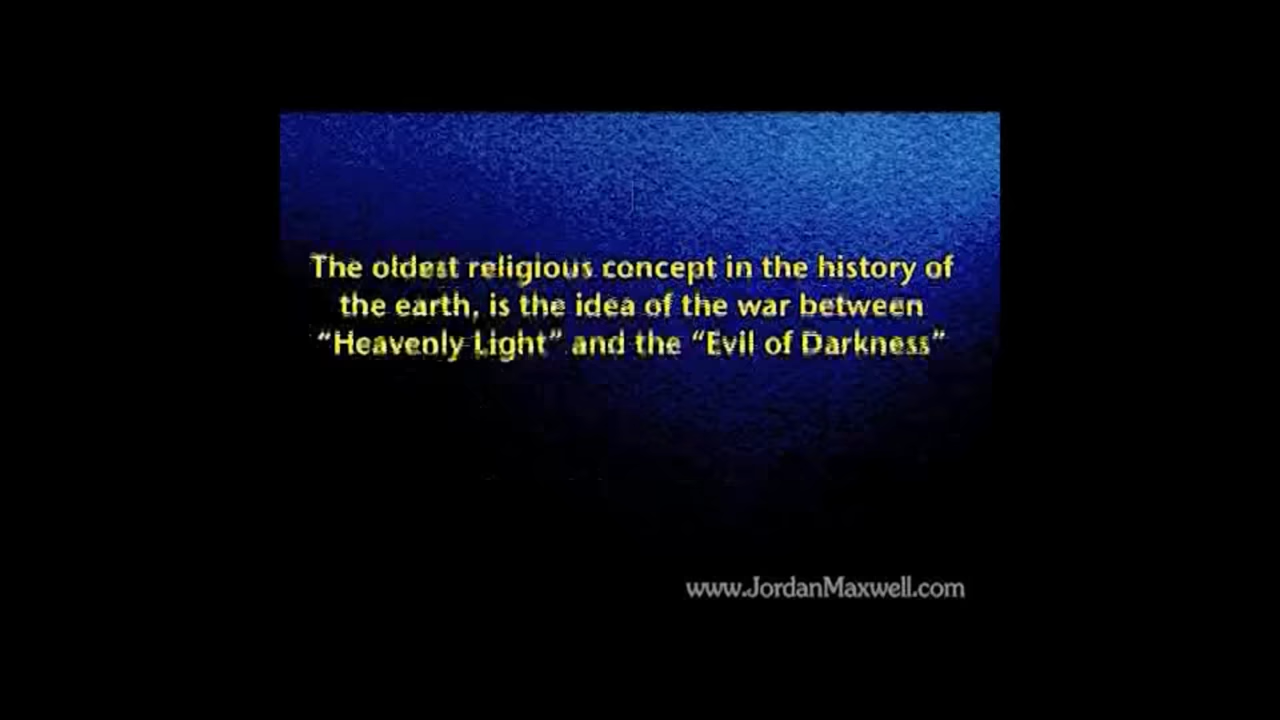 The oldest religious concept in the history of
the earth, is the idea of the war between
“Heavenly Light” and the “Evil of Darkness”
www.JordanMaxwell.com